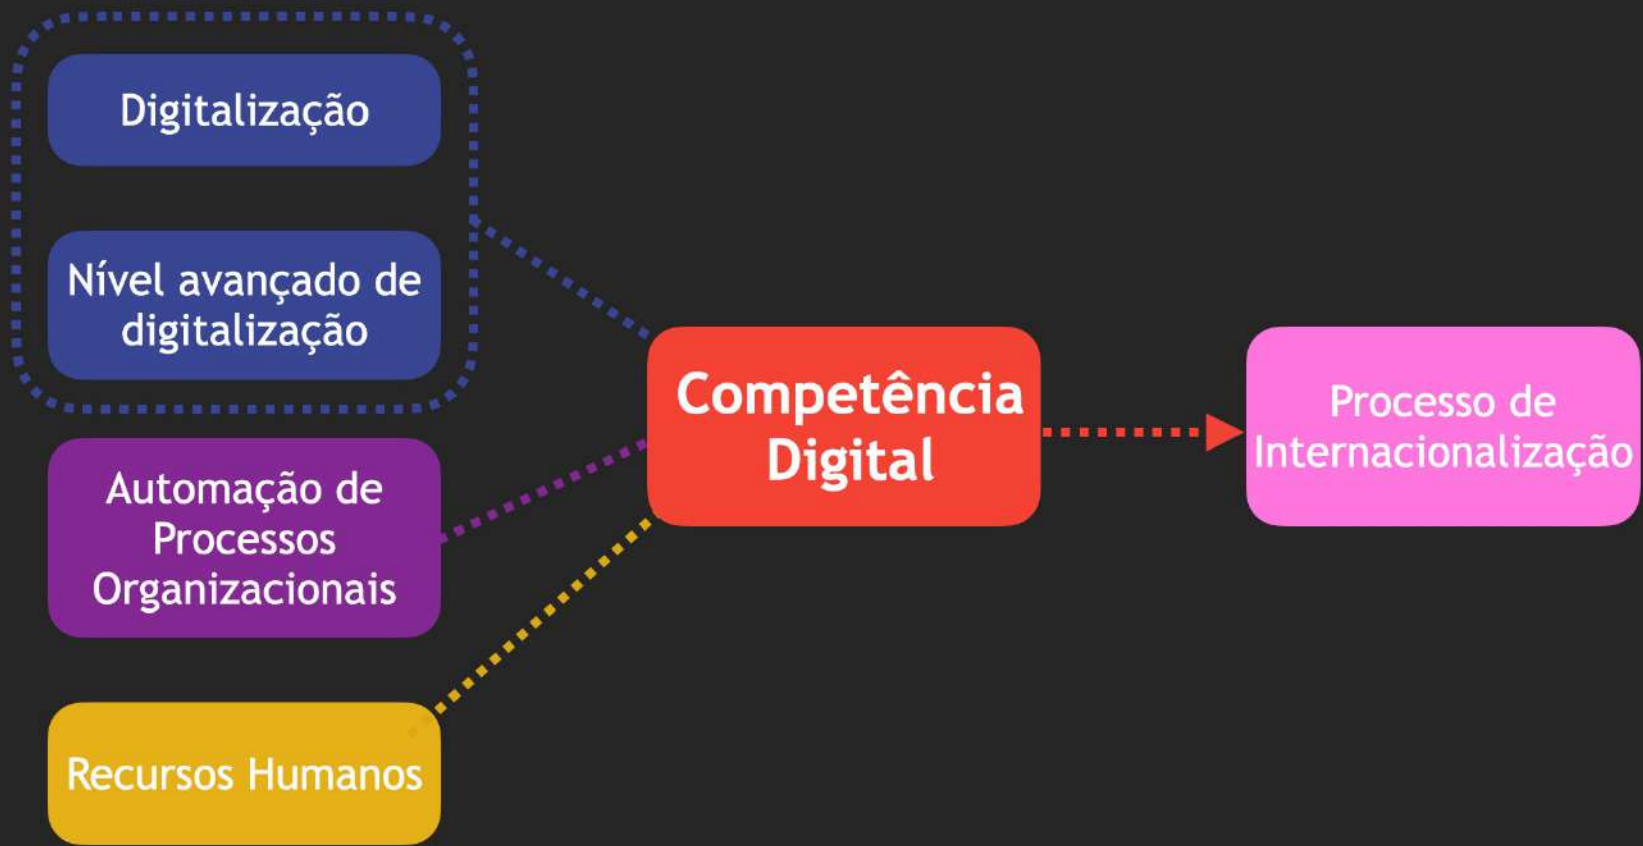 Digitalização
Nível avançado de
digitalização
Automação de
Processos
Organizacionais
Recursos Humanos
Competência
Digital
Processo de
Internacionalização